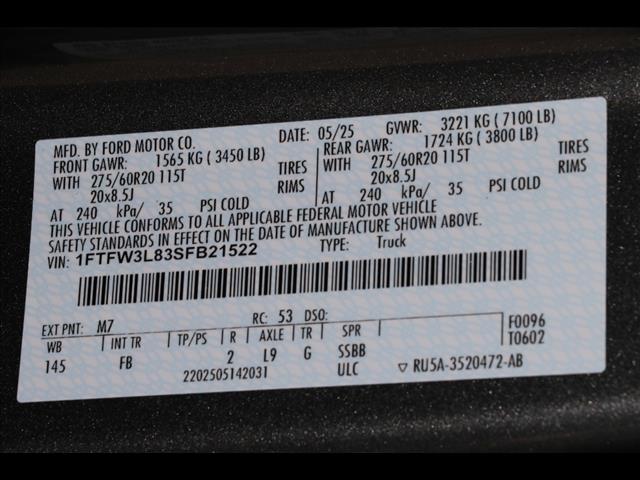 MFD. BY FORD MOTOR CO. DATE: 05/25 GVWR: 3221 KG ( 7100 LB)
FRONT GAWR: 1565 KG ( 3450 LB) REAR GAWR: 1724 KG ( 3800 LB)
WITH 275/60R20 115T TIRES WITH 275/60R20 115T TIRES
20x8.5J RIMS 20x8.5J RIMS
AT 240 kPa/ 35 PSI COLD AT 240 kPa/ 35 PSI COLD
THIS VEHICLE CONFORMS TO ALL APPLICABLE FEDERAL MOTOR VEHICLE
SAFETY STANDARDS IN EFFECT ON THE DATE OF MANUFACTURE SHOWN ABOVE.
VIN: 1FTFW3L83SFB21522 TYPE: Truck
EXT PNT: M7 RC: 53 DSO: F0096
WB INT TR TP/PS R AXLE TR SPR T0602
145 FB 2 L9 G SSBB
2202505142031 ULC RU5A-3520472-AB